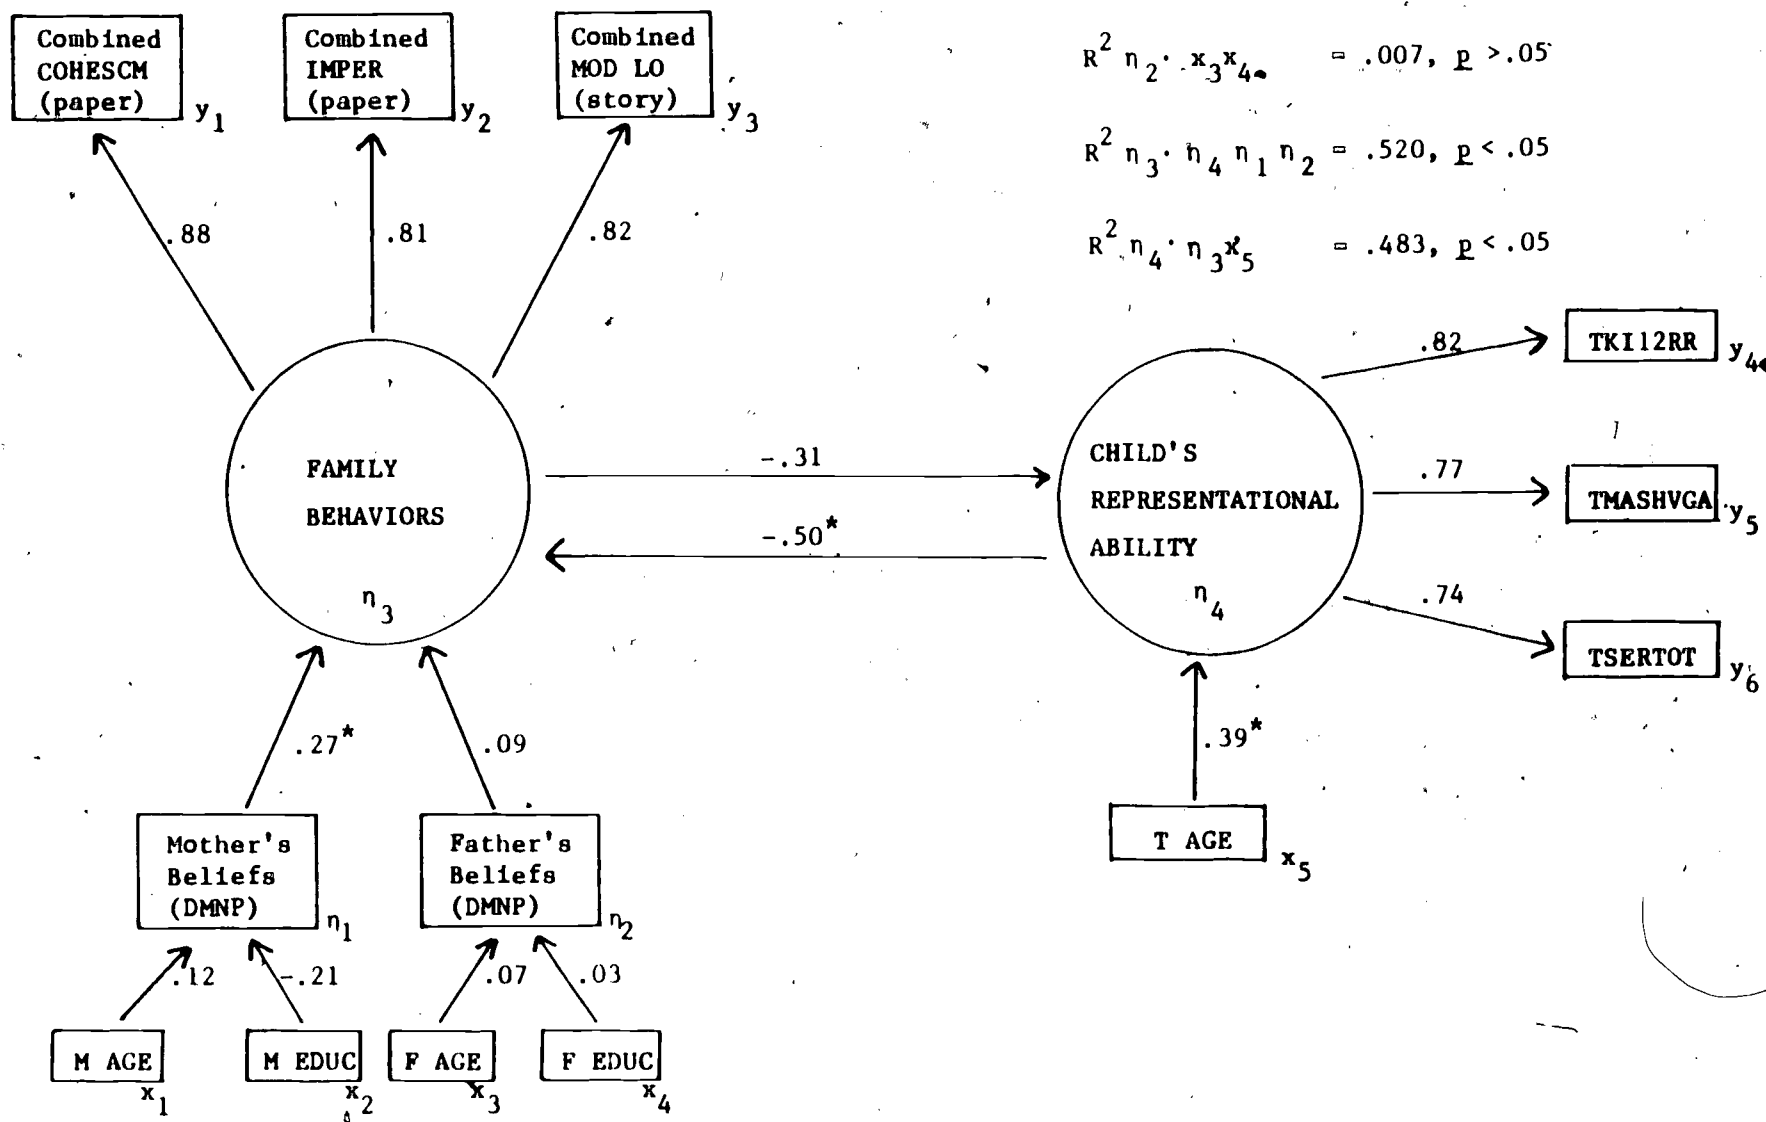 Combined
COHESCM
(paper)
y1
Combined
IMPER
(paper)
y2
Combined
MOD LO
(story)
y3
R² η2· x3x4 = .007, p >.05
R² η3· η4 η1 η2 = .520, p < .05
R² η4· η3x5 = .483, p < .05
.88
.81
.82
.82
TKI12RR
y4
FAMILY
BEHAVIORS
η3
-.31
-.50*
CHILD'S
REPRESENTATIONAL
ABILITY
η4
.77
TMASHVGA
y5
.74
TSERTOT
y6
.27*
.09
.39*
Mother's
Beliefs
(DMNP)
η1
Father's
Beliefs
(DMNP)
η2
T AGE
x5
.12
-.21
.07
.03
M AGE
x1
M EDUC
x2
F AGE
x3
F EDUC
x4